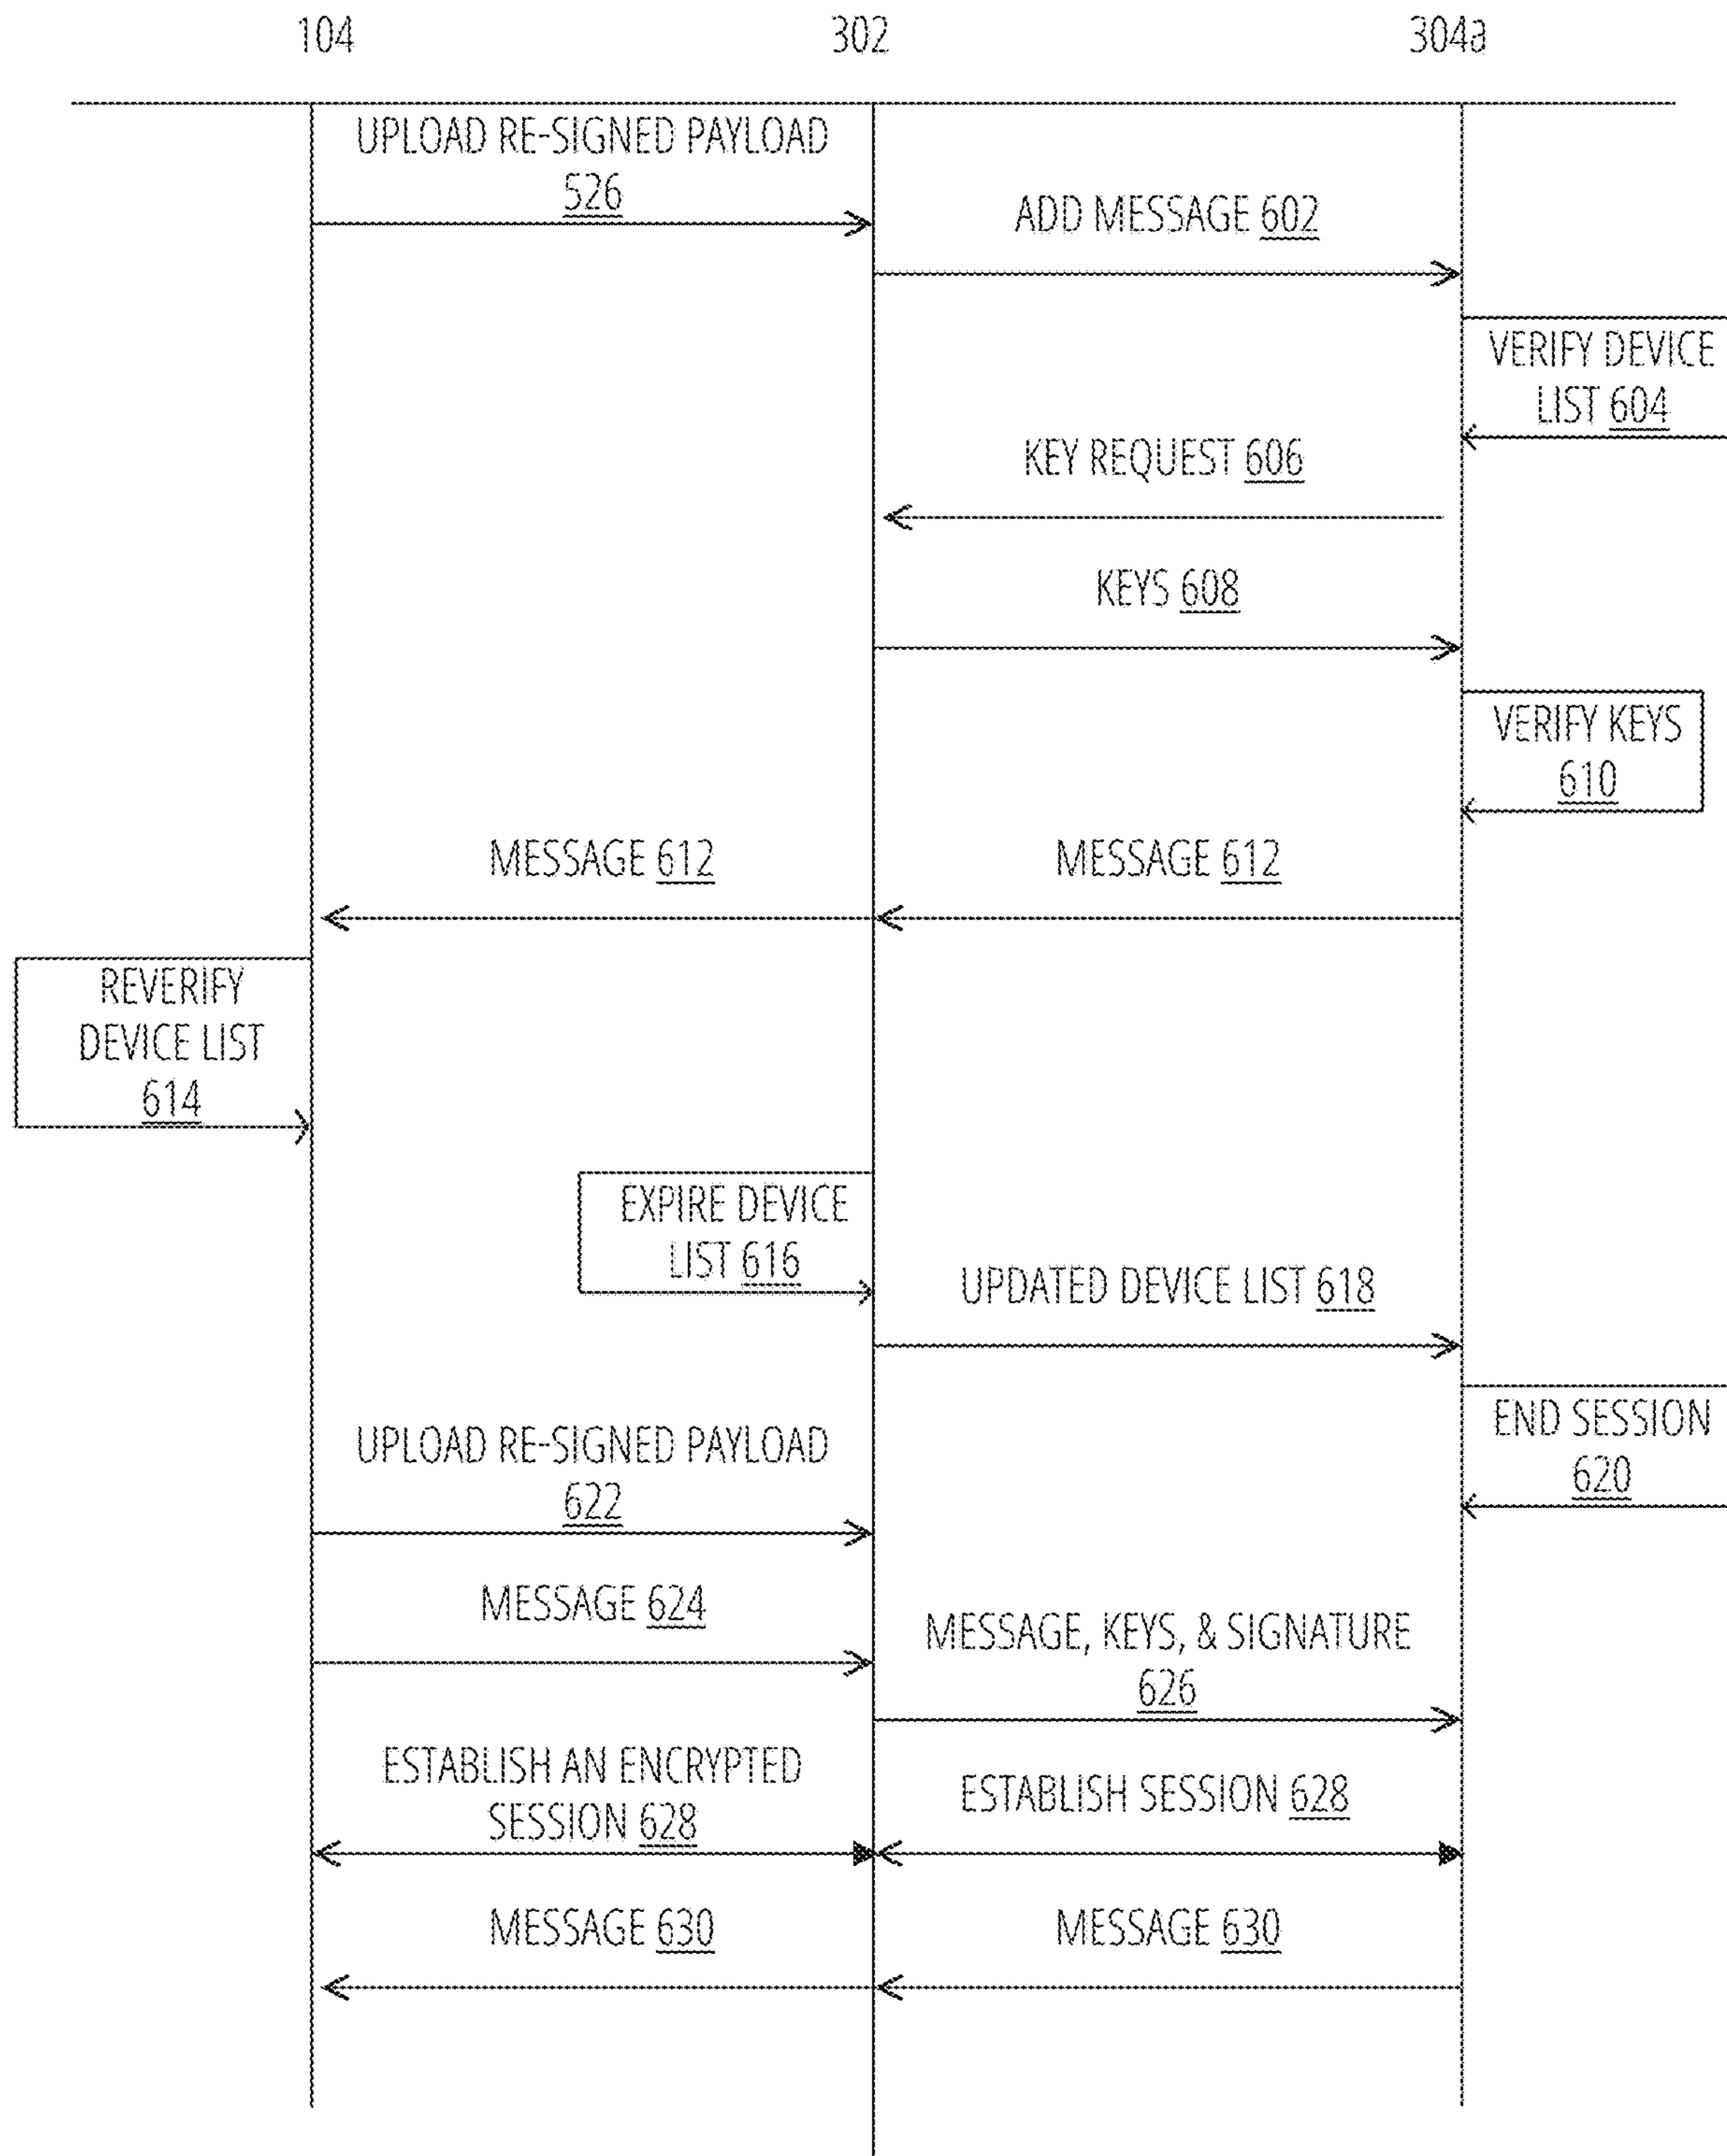 104
302
304a
UPLOAD RE-SIGNED PAYLOAD
526
ADD MESSAGE 602
VERIFY DEVICE
LIST 604
KEY REQUEST 606
KEYS 608
VERIFY KEYS
610
MESSAGE 612
MESSAGE 612
REVERIFY
DEVICE LIST
614
EXPIRE DEVICE
LIST 616
UPDATED DEVICE LIST 618
END SESSION
620
UPLOAD RE-SIGNED PAYLOAD
622
MESSAGE 624
MESSAGE, KEYS, & SIGNATURE
626
ESTABLISH AN ENCRYPTED
SESSION 628
ESTABLISH SESSION 628
MESSAGE 630
MESSAGE 630